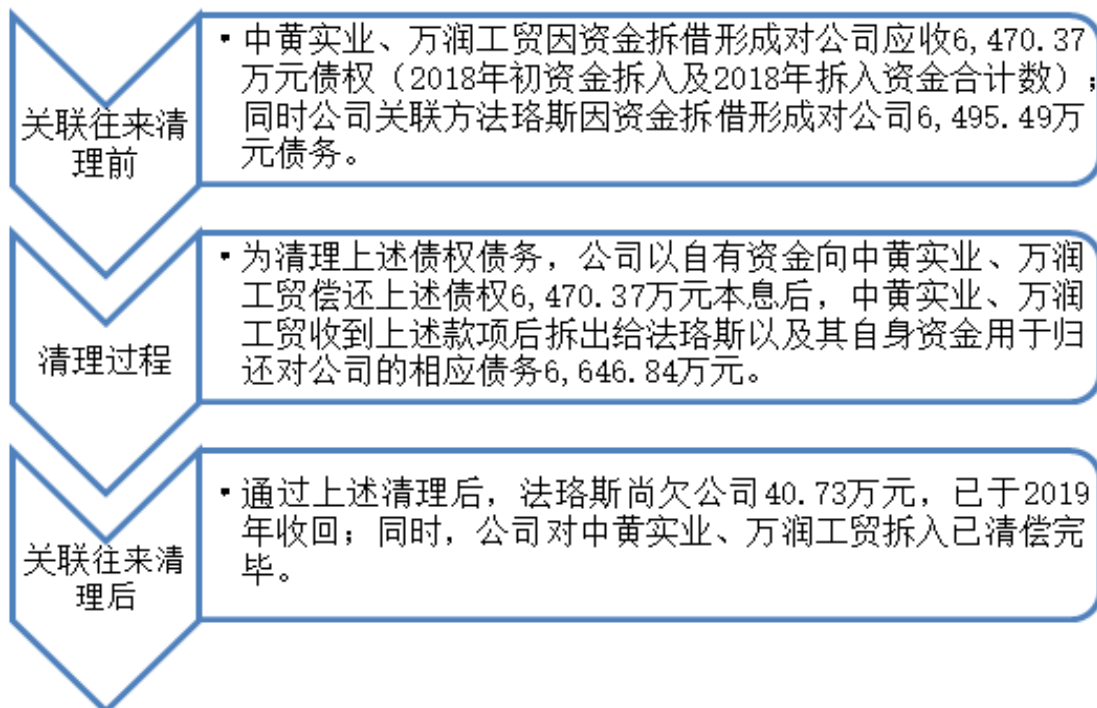 关联往来清
理前
▪中黄实业、万润工贸因资金拆借形成对公司应收6,470.37
万元债权（2018年初资金拆入及2018年拆入资金合计数）；
同时公司关联方法珞斯因资金拆借形成对公司6,495.49万
元债务。
清理过程
▪为清理上述债权债务，公司以自有资金向中黄实业、万润
工贸偿还上述债权6,470.37万元本息后，中黄实业、万润
工贸收到上述款项后拆出给法珞斯以及其自身资金用于归
还对公司的相应债务6,646.84万元。
关联往来清
理后
▪通过上述清理后，法珞斯尚欠公司40.73万元，已于2019
年收回；同时，公司对中黄实业、万润工贸拆入已清偿完
毕。